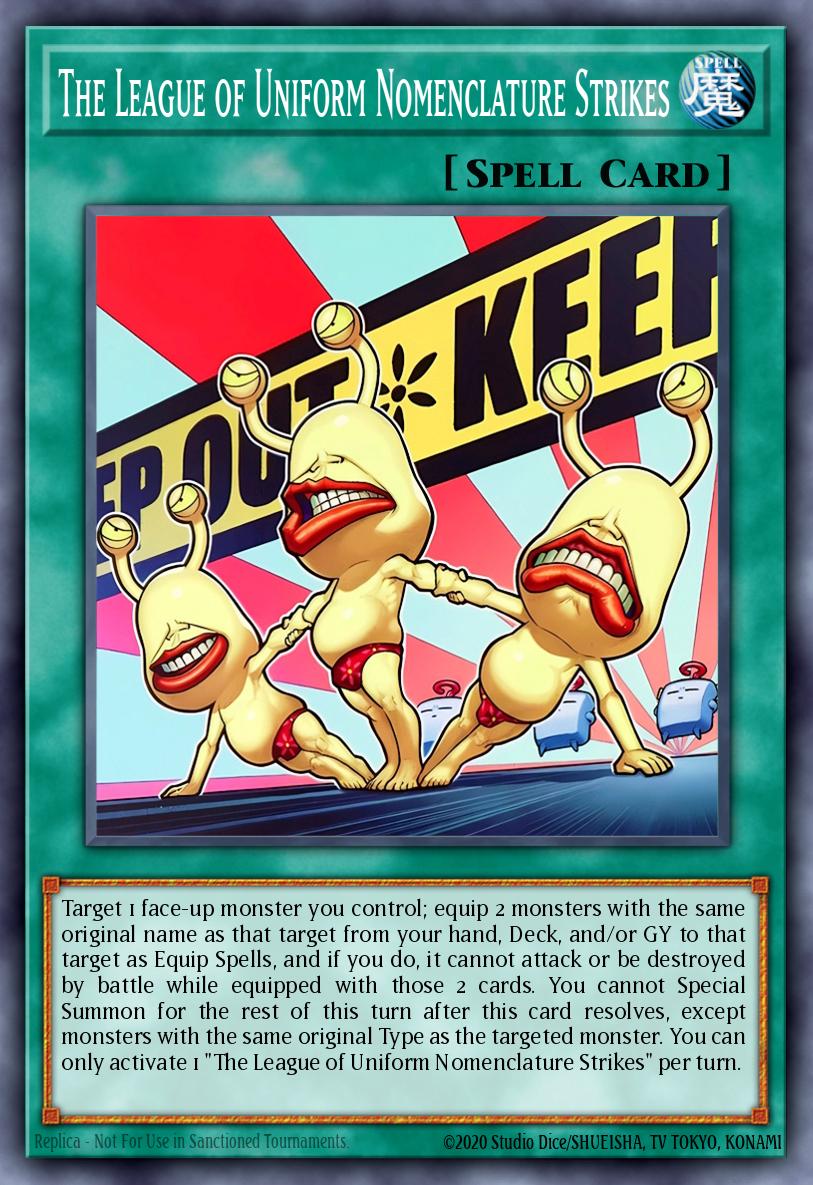 The League of Uniform Nomenclature Strikes
SPELL
魔
[ Spell Card ]
EP OUT KEEP
Target 1 face-up monster you control; equip 2 monsters with the same
original name as that target from your hand, Deck, and/or GY to that
target as Equip Spells, and if you do, it cannot attack or be destroyed
by battle while equipped with those 2 cards. You cannot Special
Summon for the rest of this turn after this card resolves, except
monsters with the same original Type as the targeted monster. You can
only activate 1 "The League of Uniform Nomenclature Strikes" per turn.
Replica - Not For Use in Sanctioned Tournaments.
©2020 Studio Dice/SHUEISHA, TV TOKYO, KONAMI